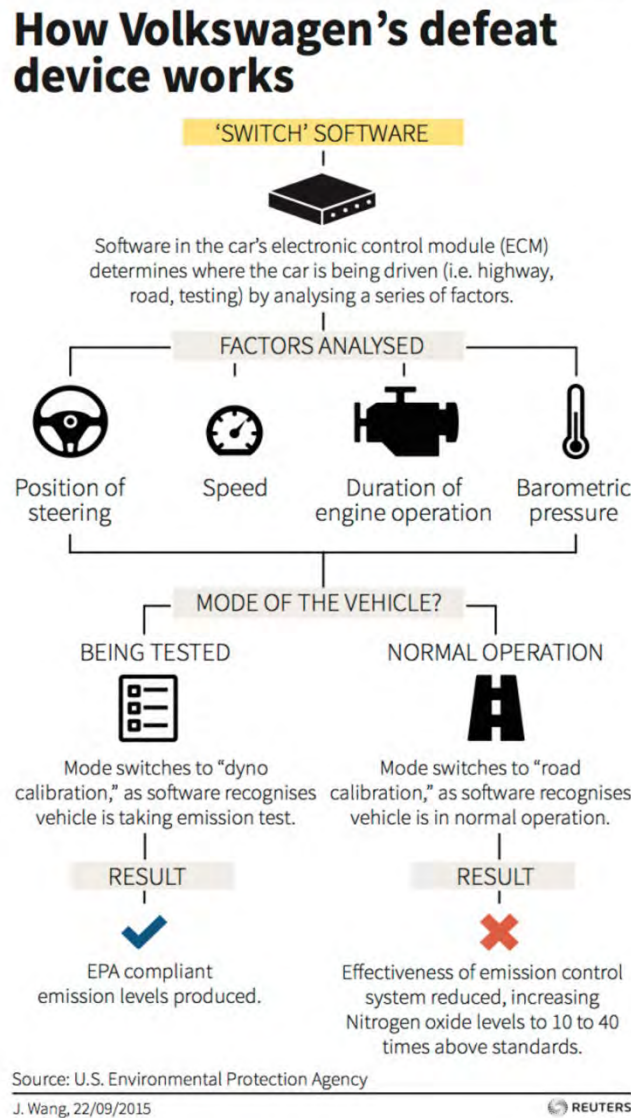 How Volkswagen’s defeat
device works
‘SWITCH’ SOFTWARE
Software in the car’s electronic control module (ECM)
determines where the car is being driven (i.e. highway,
road, testing) by analysing a series of factors.
FACTORS ANALYSED
Position of
steering
Speed
Duration of
engine operation
Barometric
pressure
MODE OF THE VEHICLE?
BEING TESTED
Mode switches to “dyno
calibration,” as software recognises
vehicle is taking emission test.
RESULT
EPA compliant
emission levels produced.
NORMAL OPERATION
Mode switches to “road
calibration,” as software recognises
vehicle is in normal operation.
RESULT
Effectiveness of emission control
system reduced, increasing
Nitrogen oxide levels to 10 to 40
times above standards.
Source: U.S. Environmental Protection Agency
J. Wang, 22/09/2015
REUTERS